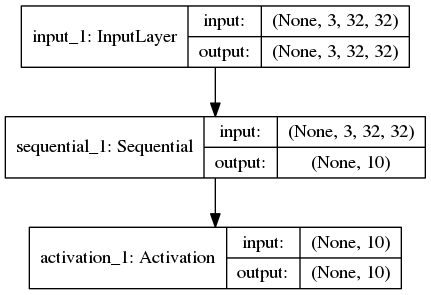 input_1: InputLayer
input: (None, 3, 32, 32)
output: (None, 3, 32, 32)
sequential_1: Sequential
input: (None, 3, 32, 32)
output: (None, 10)
activation_1: Activation
input: (None, 10)
output: (None, 10)